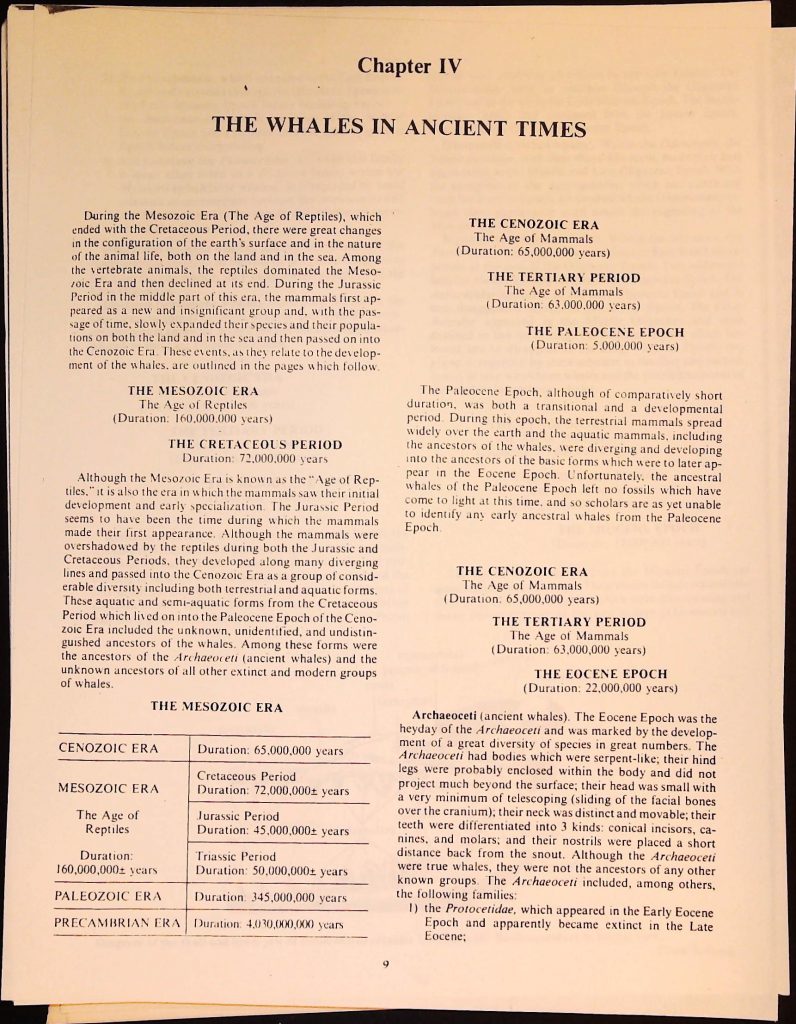 Chapter IV
THE WHALES IN ANCIENT TIMES
During the Mesozoic Era (The Age of Reptiles), which
ended with the Cretaceous Period, there were great changes
in the configuration of the earth's surface and in the nature
of the animal life, both on the land and in the sea. Among
the vertebrate animals, the reptiles dominated the Meso-
zoic Era and then declined at its end. During the Jurassic
Period in the middle part of this era, the mammals first ap-
peared as a new and insignificant group and, with the pas-
sage of time, slowly expanded their species and their popula-
tions on both the land and in the sea and then passed on into
the Cenozoic Era. These events, as they relate to the develop-
ment of the whales, are outlined in the pages which follow.
THE MESOZOIC ERA
The Age of Reptiles
(Duration: 160,000,000 years)
THE CRETACEOUS PERIOD
Duration: 72,000,000 years
Although the Mesozoic Era is known as the "Age of Rep-
tiles," it is also the era in which the mammals saw their initial
development and early specialization. The Jurassic Period
seems to have been the time during which the mammals
made their first appearance. Although the mammals were
overshadowed by the reptiles during both the Jurassic and
Cretaceous Periods, they developed along many diverging
lines and passed into the Cenozoic Era as a group of consid-
erable diversity including both terrestrial and aquatic forms.
These aquatic and semi-aquatic forms from the Cretaceous
Period which lived on into the Paleocene Epoch of the Ceno-
zoic Era included the unknown, unidentified, and undistin-
guished ancestors of the whales. Among these forms were
the ancestors of the Archaeoceti (ancient whales) and the
unknown ancestors of all other extinct and modern groups
of whales.
THE MESOZOIC ERA
CENOZOIC ERA Duration: 65,000,000 years
MESOZOIC ERA
The Age of
Reptiles
Duration:
160,000,000± years
Cretaceous Period
Duration: 72,000,000± years
Jurassic Period
Duration: 45,000,000± years
Triassic Period
Duration: 50,000,000± years
PALEOZOIC ERA Duration: 345,000,000 years
PRECAMBRIAN ERA Duration: 4,030,000,000 years
THE CENOZOIC ERA
The Age of Mammals
(Duration: 65,000,000 years)
THE TERTIARY PERIOD
The Age of Mammals
(Duration: 63,000,000 years)
THE PALEOCENE EPOCH
(Duration: 5,000,000 years)
The Paleocene Epoch, although of comparatively short
duration, was both a transitional and a developmental
period. During this epoch, the terrestrial mammals spread
widely over the earth and the aquatic mammals, including
the ancestors of the whales, were diverging and developing
into the ancestors of the basic forms which were to later ap-
pear in the Eocene Epoch. Unfortunately, the ancestral
whales of the Paleocene Epoch left no fossils which have
come to light at this time, and so scholars are as yet unable
to identify any early ancestral whales from the Paleocene
Epoch.
THE CENOZOIC ERA
The Age of Mammals
(Duration: 65,000,000 years)
THE TERTIARY PERIOD
The Age of Mammals
(Duration: 63,000,000 years)
THE EOCENE EPOCH
(Duration: 22,000,000 years)
Archaeoceti (ancient whales). The Eocene Epoch was the
heyday of the Archaeoceti and was marked by the develop-
ment of a great diversity of species in great numbers. The
Archaeoceti had bodies which were serpent-like; their hind
legs were probably enclosed within the body and did not
project much beyond the surface; their head was small with
a very minimum of telescoping (sliding of the facial bones
over the cranium); their neck was distinct and movable; their
teeth were differentiated into 3 kinds: conical incisors, ca-
nines, and molars; and their nostrils were placed a short
distance back from the snout. Although the Archaeoceti
were true whales, they were not the ancestors of any other
known groups. The Archaeoceti included, among others,
the following families:
1) the Protocetidae, which appeared in the Early Eocene
Epoch and apparently became extinct in the Late
Eocene;
9